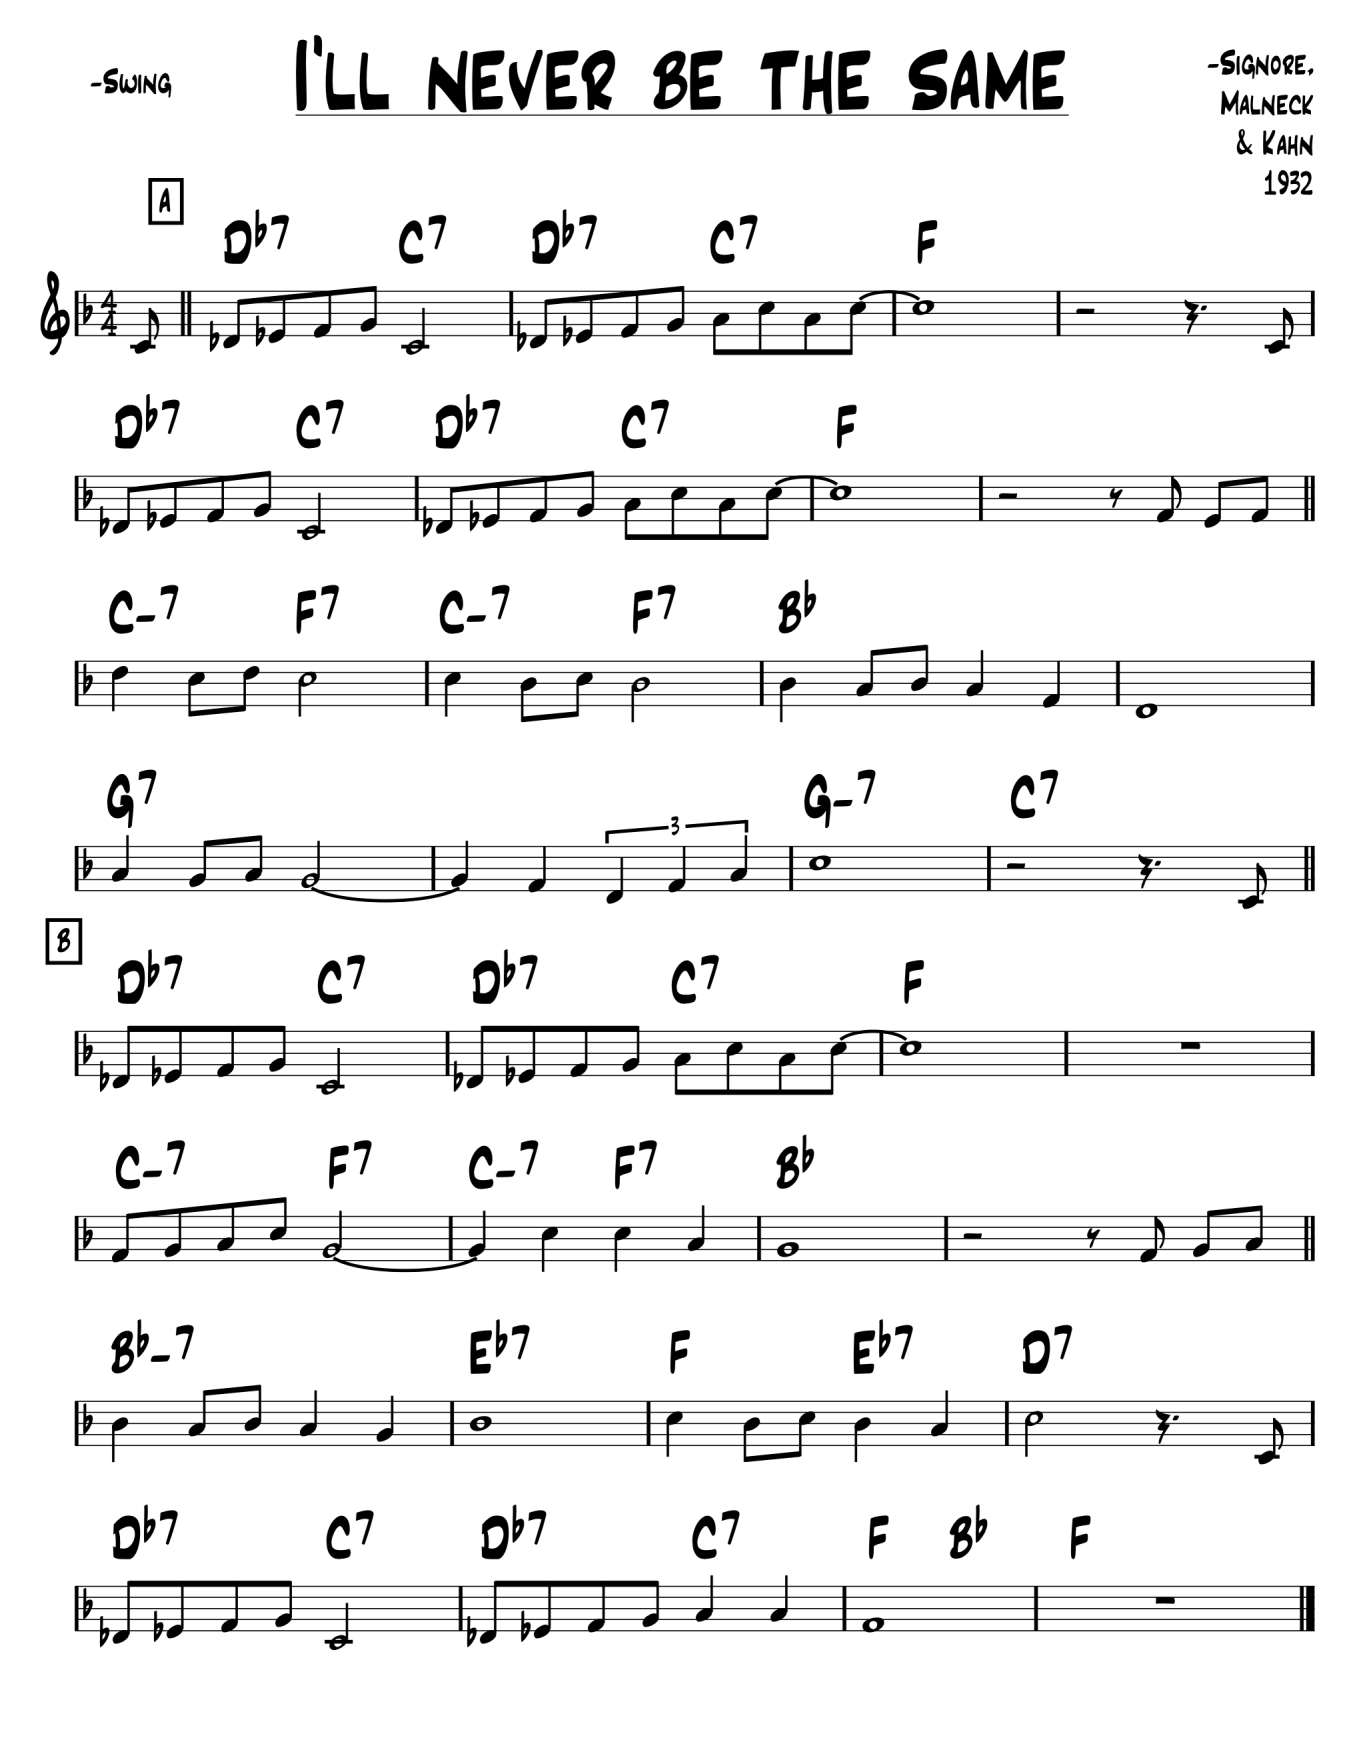 -Swing
I'll never be the same
-Signore,
Malneck
& Kahn
1932
A
D♭7 C7 D♭7 C7 F
4
4
D♭7 C7 D♭7 C7 F
C-7 F7 C-7 F7 B♭
G7 G-7 C7
3
B
D♭7 C7 D♭7 C7 F
C-7 F7 C-7 F7 B♭
B♭-7 E♭7 F E♭7 D7
D♭7 C7 D♭7 C7 F B♭ F